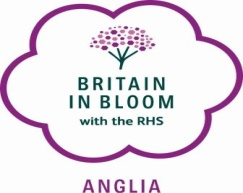 BRITAIN
IN BLOOM
with the RHS
ANGLIA